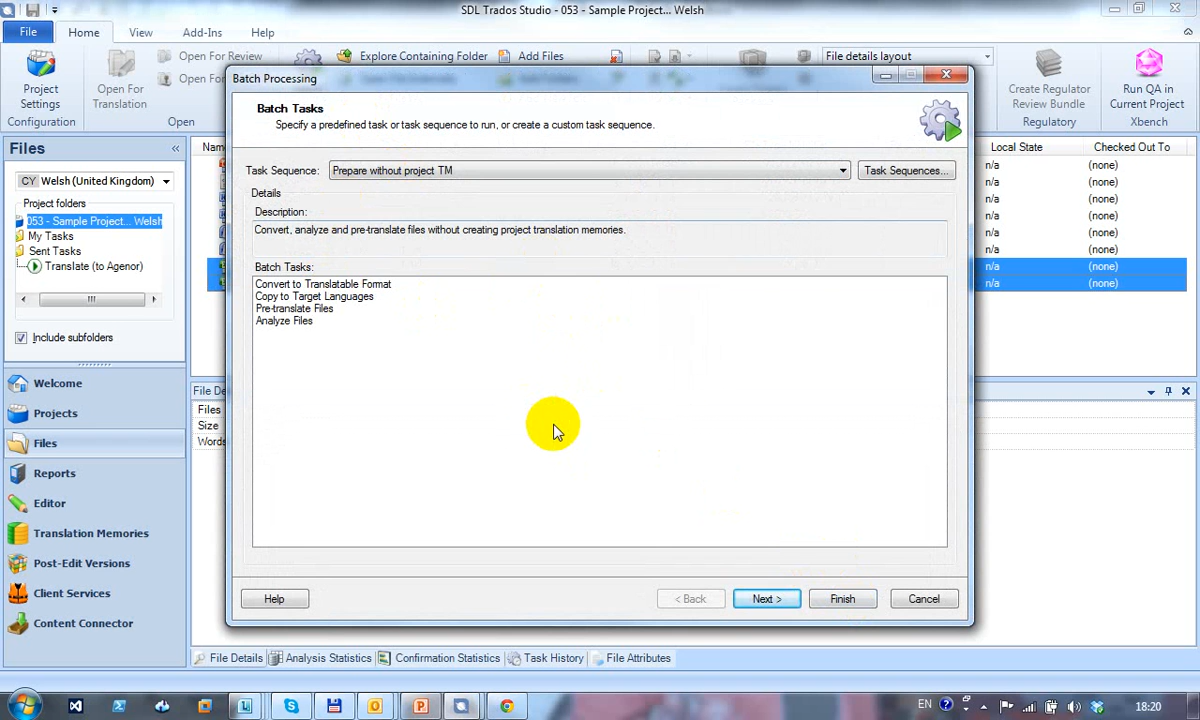 SDL Trados Studio - 053 - Sample Project... Welsh
File
Home
View
Add-Ins
Help
Project
Settings
Configuration
Open For
Translation
Open For Review
Open
Explore Containing Folder
Add Files
File details layout
Create Regulator
Review Bundle
Regulatory
Run QA in
Current Project
Xbench
Files
CY Welsh (United Kingdom)
Project folders
053 - Sample Project... Welsh
My Tasks
Sent Tasks
Translate (to Agenor)
Include subfolders
Welcome
Projects
Files
Reports
Editor
Translation Memories
Post-Edit Versions
Client Services
Content Connector
Local State
Checked Out To
n/a (none)
n/a (none)
n/a (none)
n/a (none)
n/a (none)
n/a (none)
n/a (none)
n/a (none)
Files
Size
Batch Processing
Batch Tasks
Specify a predefined task or task sequence to run, or create a custom task sequence.
Task Sequence:
Prepare without project TM
Task Sequences...
Details
Description:
Convert, analyze and pre-translate files without creating project translation memories.
Batch Tasks:
Convert to Translatable Format
Copy to Target Languages
Pre-translate Files
Analyze Files
Help
< Back
Next >
Finish
Cancel
File Details
Analysis Statistics
Confirmation Statistics
Task History
File Attributes
EN
18:20